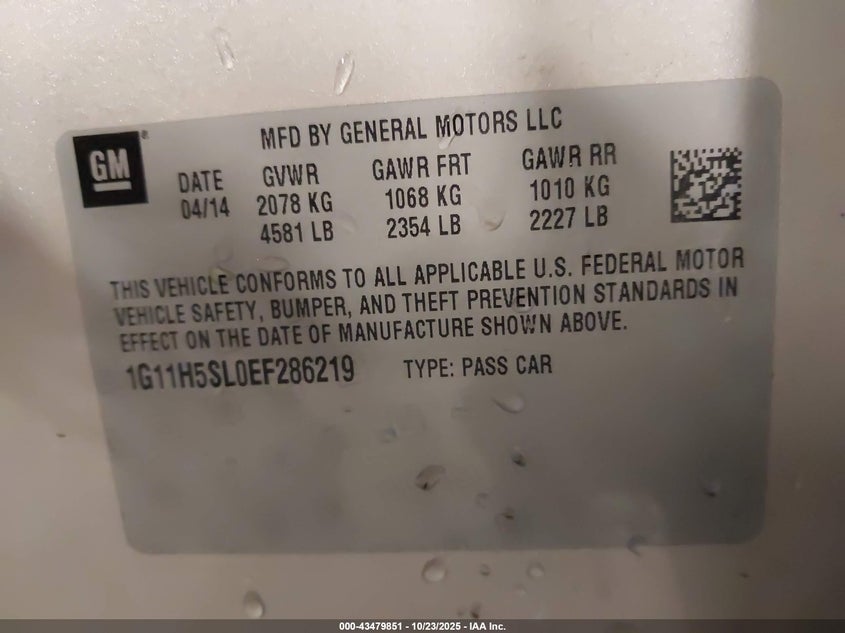 GM
MFD BY GENERAL MOTORS LLC
DATE GVWR GAWR FRT GAWR RR
04/14 2078 KG 1068 KG 1010 KG
4581 LB 2354 LB 2227 LB
THIS VEHICLE CONFORMS TO ALL APPLICABLE U.S. FEDERAL MOTOR
VEHICLE SAFETY, BUMPER, AND THEFT PREVENTION STANDARDS IN
EFFECT ON THE DATE OF MANUFACTURE SHOWN ABOVE.
1G11H5SL0EF286219 TYPE: PASS CAR
000-43479851 - 10/23/2025 - IAA Inc.